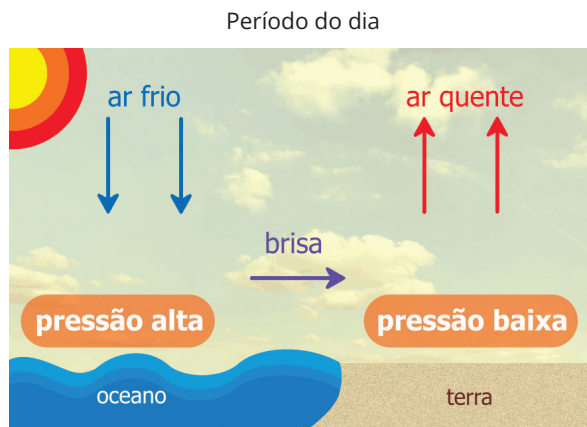 Período do dia
ar frio
ar quente
brisa
pressão alta
pressão baixa
oceano
terra